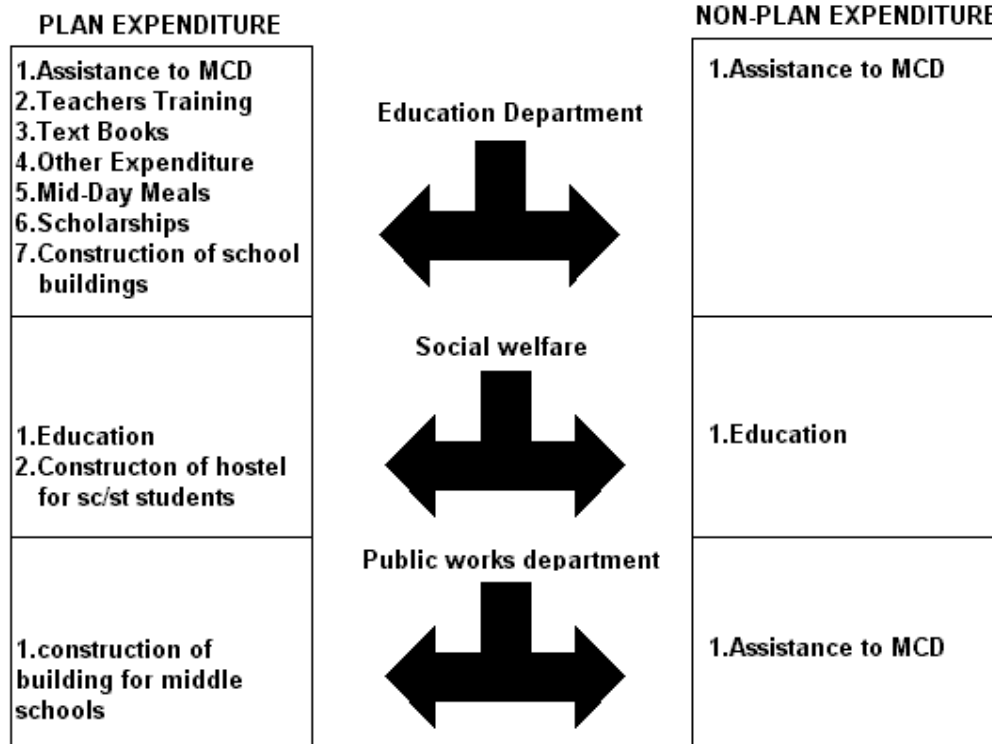 PLAN EXPENDITURE
1.Assistance to MCD
2.Teachers Training
3.Text Books
4.Other Expenditure
5.Mid-Day Meals
6.Scholarships
7.Construction of school
buildings
1.Education
2.Constructon of hostel
for sc/st students
1.construction of
building for middle
schools
Education Department
Social welfare
Public works department
NON-PLAN EXPENDITURE
1.Assistance to MCD
1.Education
1.Assistance to MCD